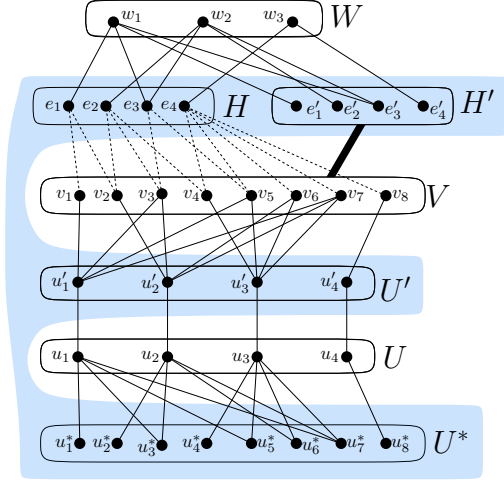 w₁ w₂ w₃ W
e₁ e₂ e₃ e₄ H e′₁ e′₂ e′₃ e′₄ H′
v₁ v₂ v₃ v₄ v₅ v₆ v₇ v₈ V
u′₁ u′₂ u′₃ u′₄ U′
u₁ u₂ u₃ u₄ U
u*₁ u*₂ u*₃ u*₄ u*₅ u*₆ u*₇ u*₈ U*